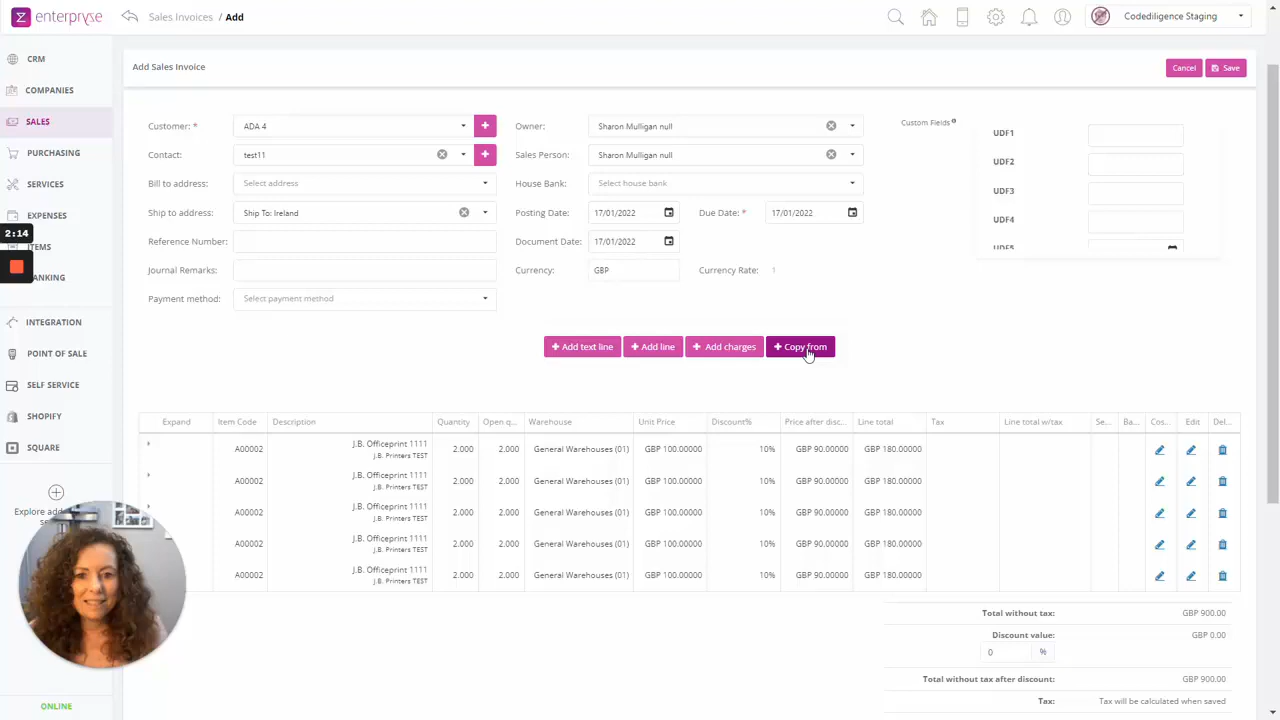 enterpryse
Sales Invoices / Add
Codediligence Staging
CRM
COMPANIES
SALES
PURCHASING
SERVICES
EXPENSES
2:14
ITEMS
ANKING
INTEGRATION
POINT OF SALE
SELF SERVICE
SHOPIFY
SQUARE
Explore add
se
ONLINE
Add Sales Invoice
Cancel
Save
Customer: *
ADA 4
Contact:
test11
Bill to address:
Select address
Ship to address:
Ship To: Ireland
Reference Number:
Journal Remarks:
Payment method:
Select payment method
Owner:
Sharon Mulligan null
Sales Person:
Sharon Mulligan null
House Bank:
Select house bank
Posting Date:
17/01/2022
Due Date: *
17/01/2022
Document Date:
17/01/2022
Currency:
GBP
Currency Rate:
1
Custom Fields
UDF1
UDF2
UDF3
UDF4
UDF5
+ Add text line
+ Add line
+ Add charges
+ Copy from
Expand Item Code Description Quantity Open q... Warehouse Unit Price Discount% Price after disc... Line total Tax Line total w/tax Se... Ba... Cos... Edit Del...
A00002 J.B. Officeprint 1111 2.000 2.000 General Warehouses (01) GBP 100.00000 10% GBP 90.00000 GBP 180.00000
J.B. Printers TEST
A00002 J.B. Officeprint 1111 2.000 2.000 General Warehouses (01) GBP 100.00000 10% GBP 90.00000 GBP 180.00000
J.B. Printers TEST
A00002 J.B. Officeprint 1111 2.000 2.000 General Warehouses (01) GBP 100.00000 10% GBP 90.00000 GBP 180.00000
J.B. Printers TEST
A00002 J.B. Officeprint 1111 2.000 2.000 General Warehouses (01) GBP 100.00000 10% GBP 90.00000 GBP 180.00000
J.B. Printers TEST
A00002 J.B. Officeprint 1111 2.000 2.000 General Warehouses (01) GBP 100.00000 10% GBP 90.00000 GBP 180.00000
J.B. Printers TEST
Total without tax: GBP 900.00
Discount value: GBP 0.00
0 %
Total without tax after discount: GBP 900.00
Tax: Tax will be calculated when saved